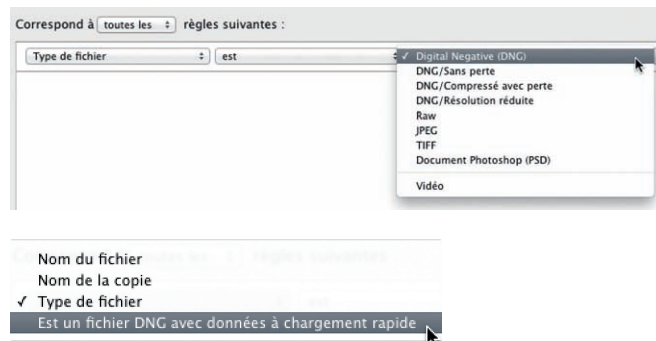 Correspond à toutes les règles suivantes :
Type de fichier est ✓ Digital Negative (DNG)
DNG/Sans perte
DNG/Compressé avec perte
DNG/Résolution réduite
Raw
JPEG
TIFF
Document Photoshop (PSD)
Vidéo
Nom du fichier
Nom de la copie
✓ Type de fichier
Est un fichier DNG avec données à chargement rapide